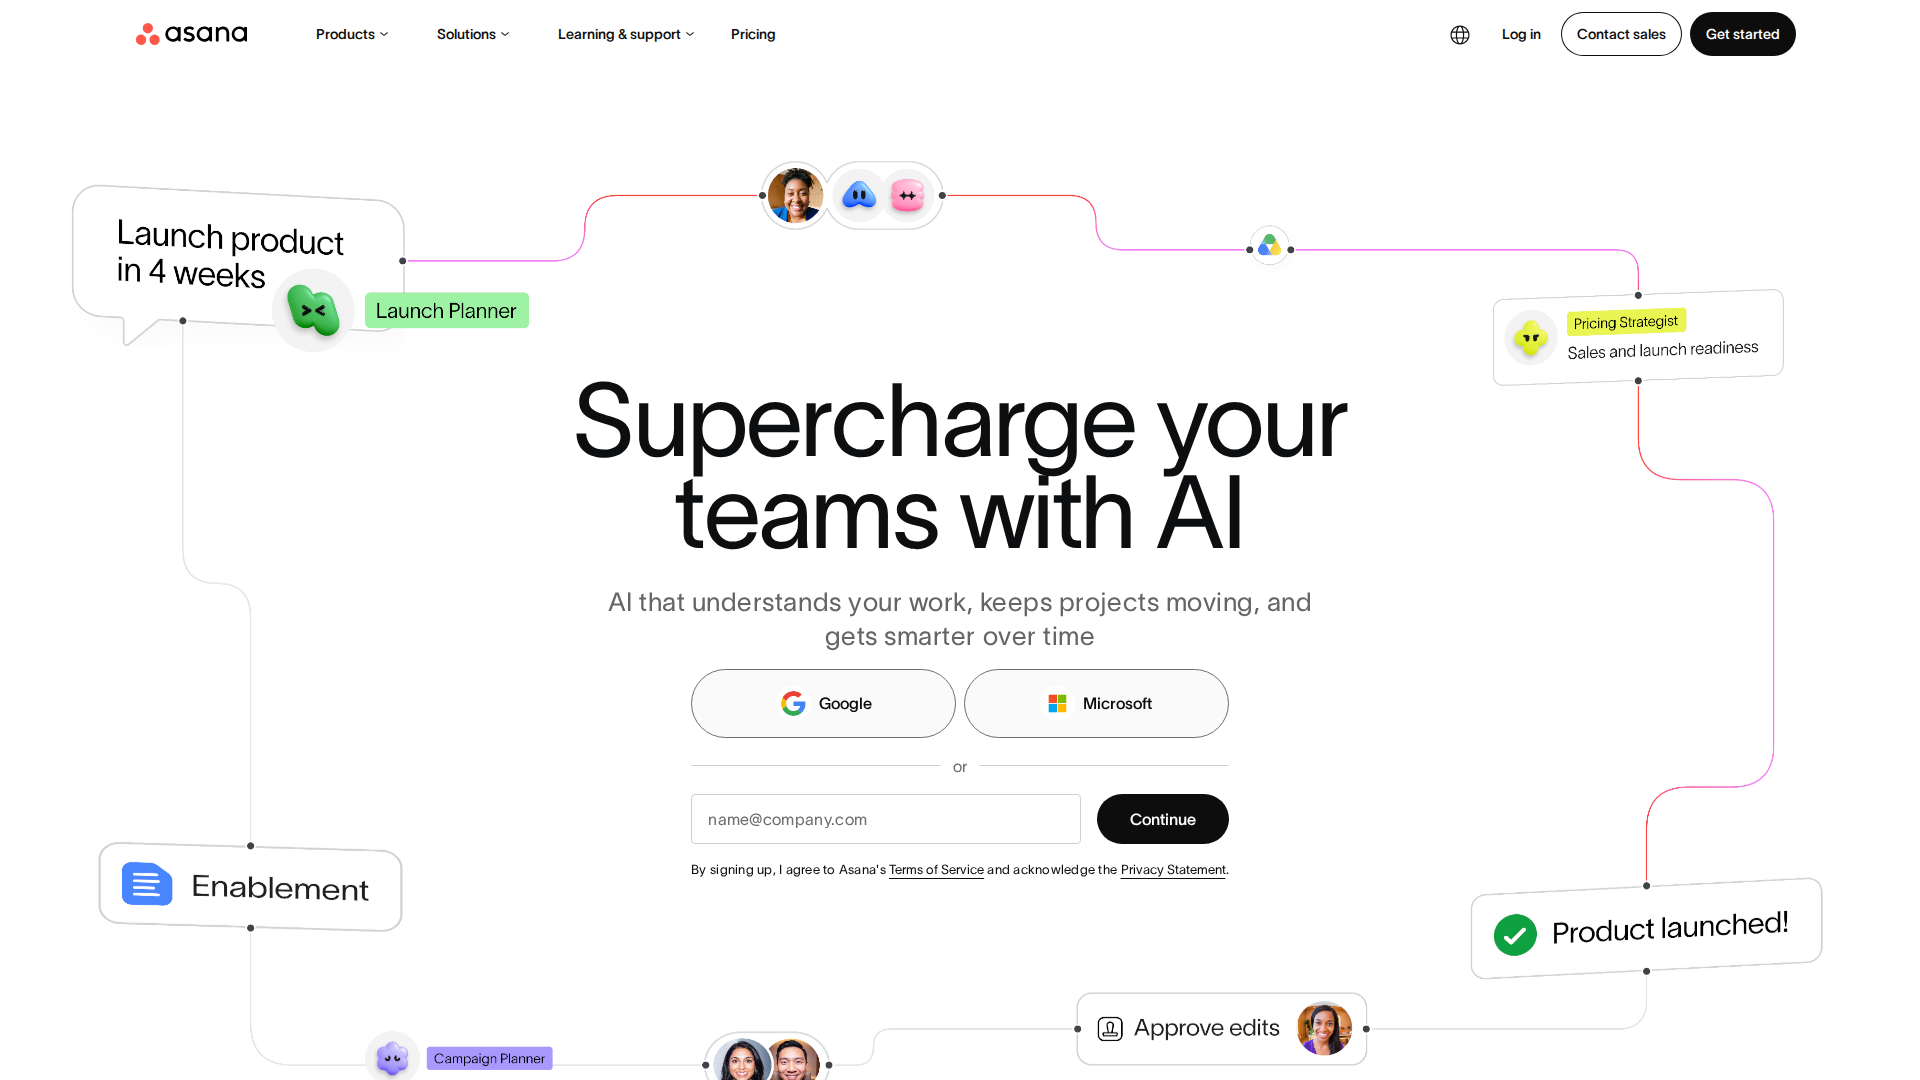 asana
Products
Solutions
Learning & support
Pricing
Log in
Contact sales
Get started
Launch product
in 4 weeks
Launch Planner
Pricing Strategist
Sales and launch readiness
Supercharge your
teams with AI
AI that understands your work, keeps projects moving, and
gets smarter over time
Google
Microsoft
or
name@company.com
Continue
By signing up, I agree to Asana's Terms of Service and acknowledge the Privacy Statement.
Enablement
Product launched!
Approve edits
Campaign Planner